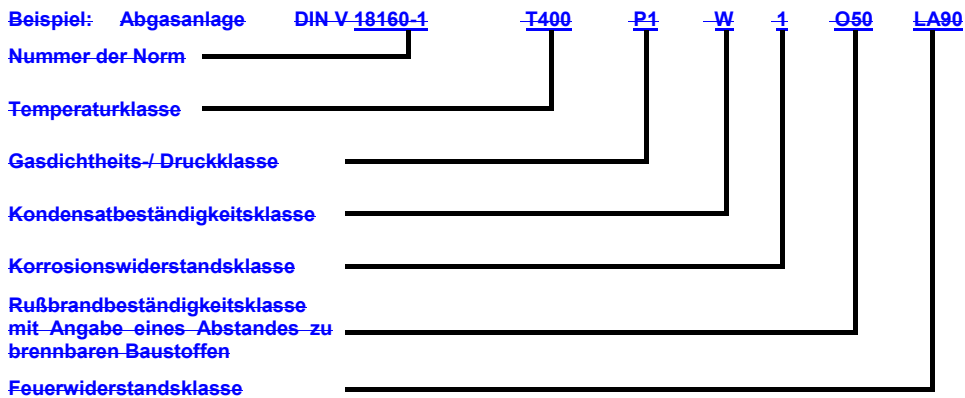 Beispiel: Abgasanlage DIN V 18160-1 T400 P1 W 1 O50 LA90
Nummer der Norm
Temperaturklasse
Gasdichtheits-/ Druckklasse
Kondensatbeständigkeitsklasse
Korrosionswiderstandsklasse
Rußbrandbeständigkeitsklasse
mit Angabe eines Abstandes zu
brennbaren Baustoffen
Feuerwiderstandsklasse